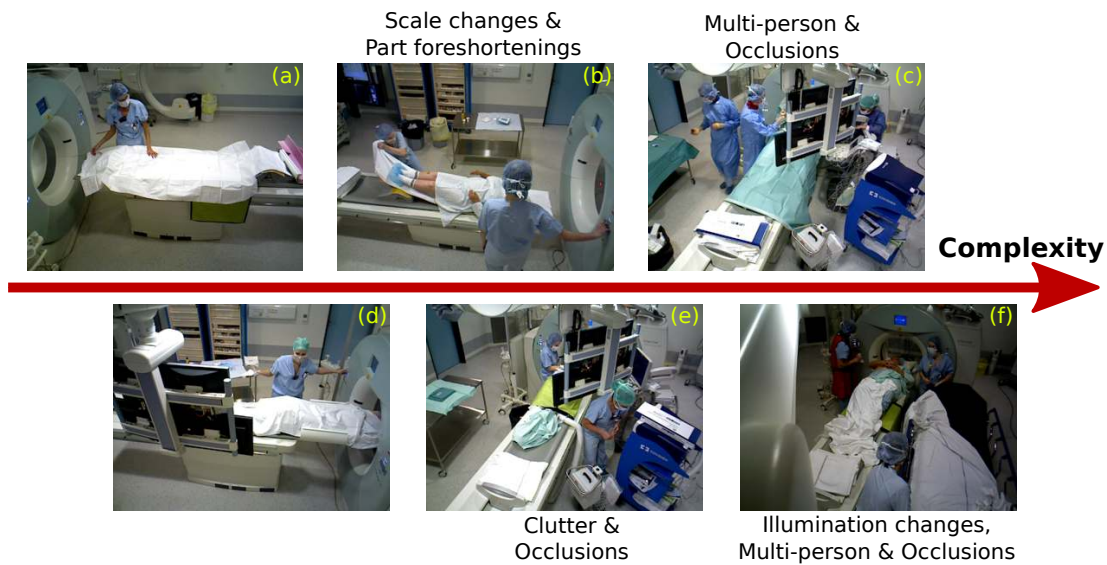 Scale changes &
Part foreshortenings
Multi-person &
Occlusions
(a)
(b)
(c)
Complexity
(d)
(e)
(f)
Clutter &
Occlusions
Illumination changes,
Multi-person & Occlusions